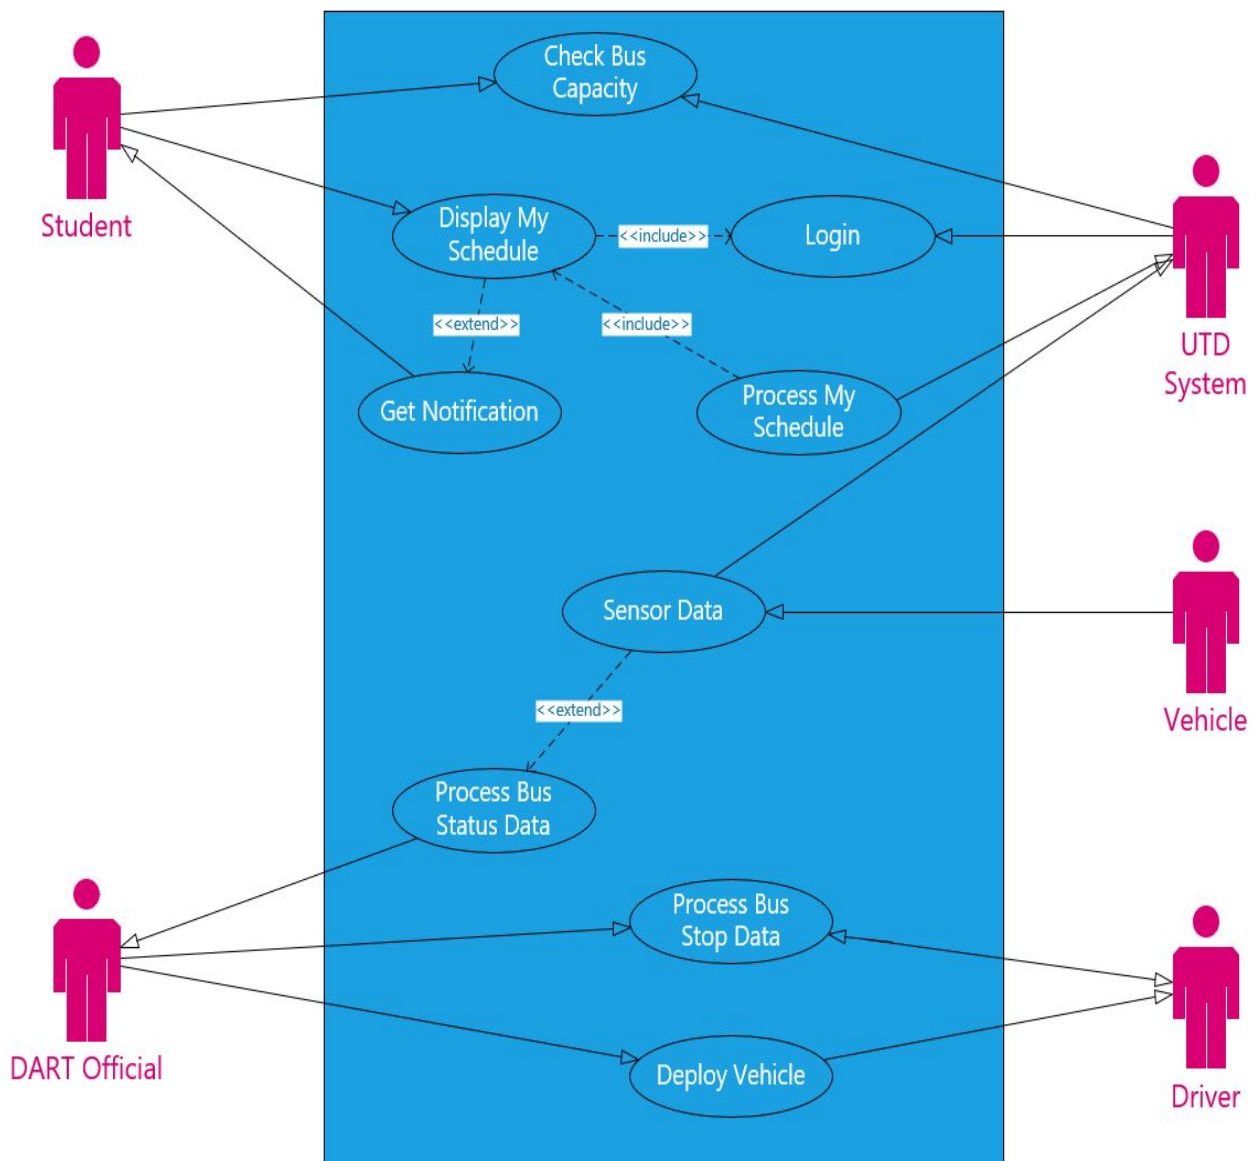 Check Bus
Capacity
Student
Display My
Schedule
<<include>>
Login
<<extend>>
<<include>>
UTD
System
Get Notification
Process My
Schedule
Sensor Data
Vehicle
<<extend>>
Process Bus
Status Data
Process Bus
Stop Data
DART Official
Deploy Vehicle
Driver